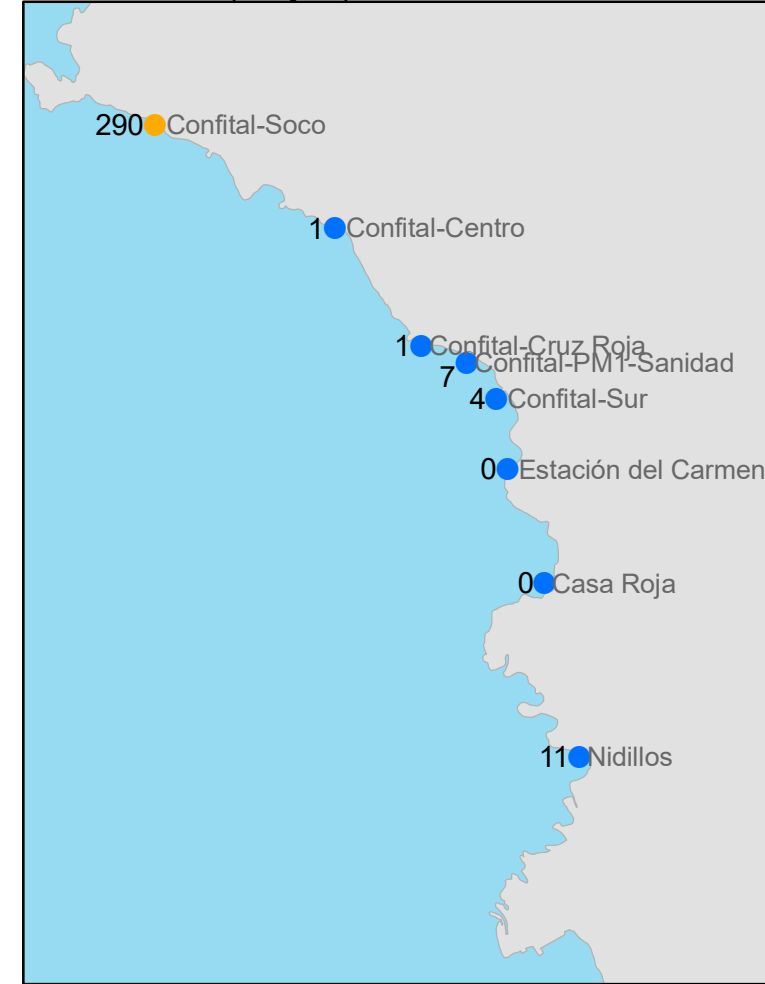 290 Confital-Soco
1 Confital-Centro
1 Confital-Cruz Roja
7 Confital-PM1-Sanidad
4 Confital-Sur
0 Estación del Carmen
0 Casa Roja
11 Nidillos